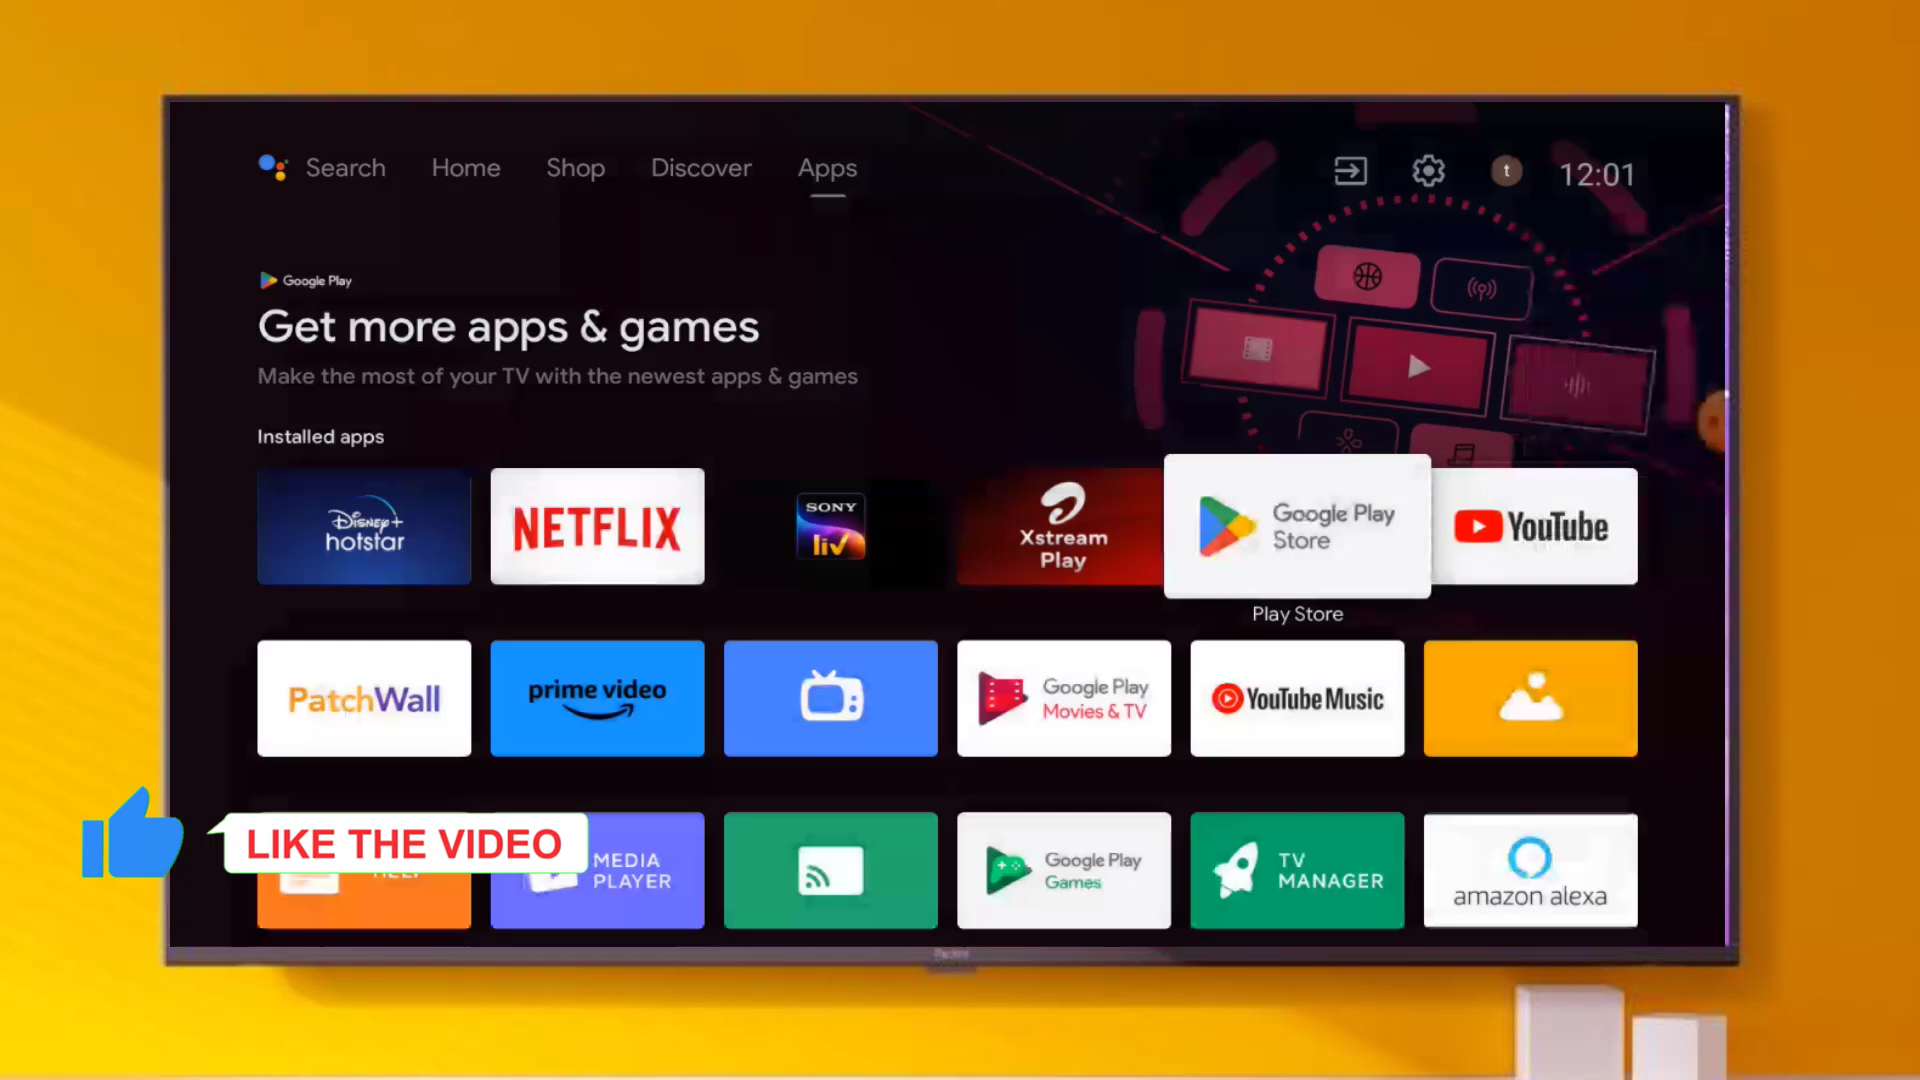 Search Home Shop Discover Apps
t 12:01
Google Play
Get more apps & games
Make the most of your TV with the newest apps & games
Installed apps
Disney+
hotstar
NETFLIX
SONY
liv
Xstream
Play
Google Play
Store
YouTube
Play Store
PatchWall
prime video
Google Play
Movies & TV
YouTube Music
LIKE THE VIDEO
HELP
MEDIA
PLAYER
Google Play
Games
TV
MANAGER
amazon alexa